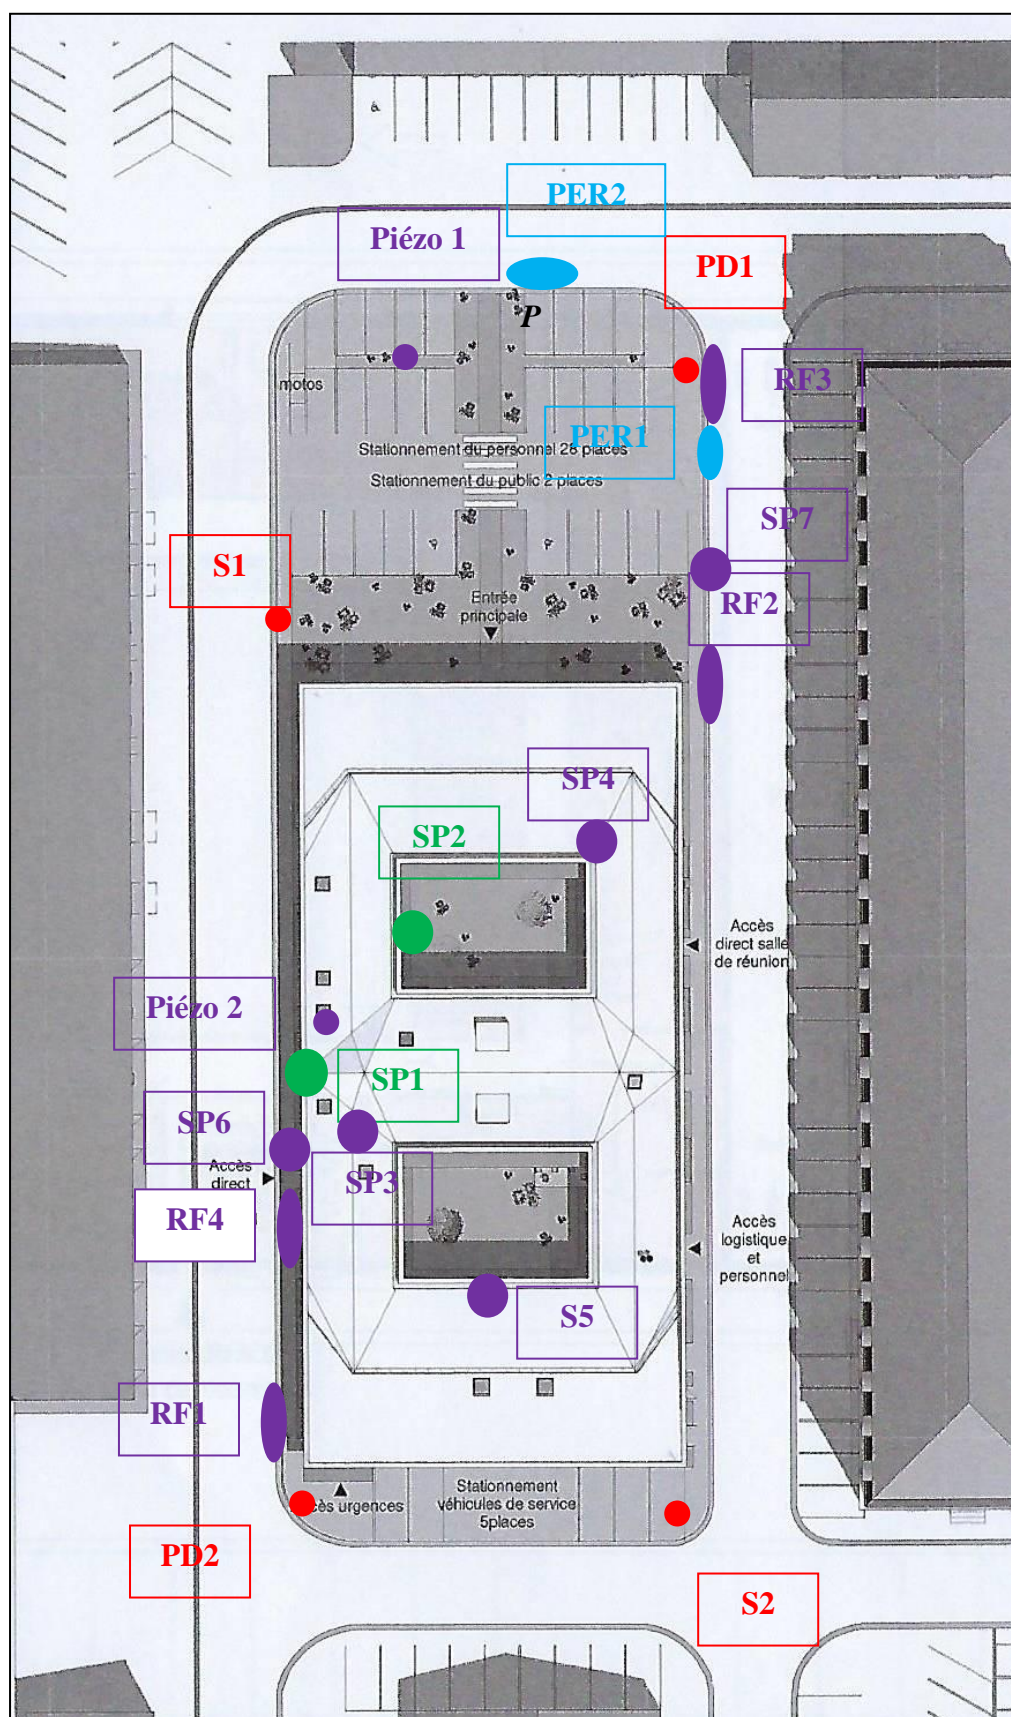 PER2
Piézo 1
PD1
P
motos
RF3
PER1
Stationnement du personnel 28 places
Stationnement du public 2 places
SP7
S1
RF2
Entrée
principale
SP4
SP2
Accès
direct salle
de réunion
Piézo 2
SP1
SP6
Accès
direct
SP3
RF4
Accès
logistique
et
personnel
S5
RF1
Stationnement
véhicules de service
5places
cès urgences
PD2
S2